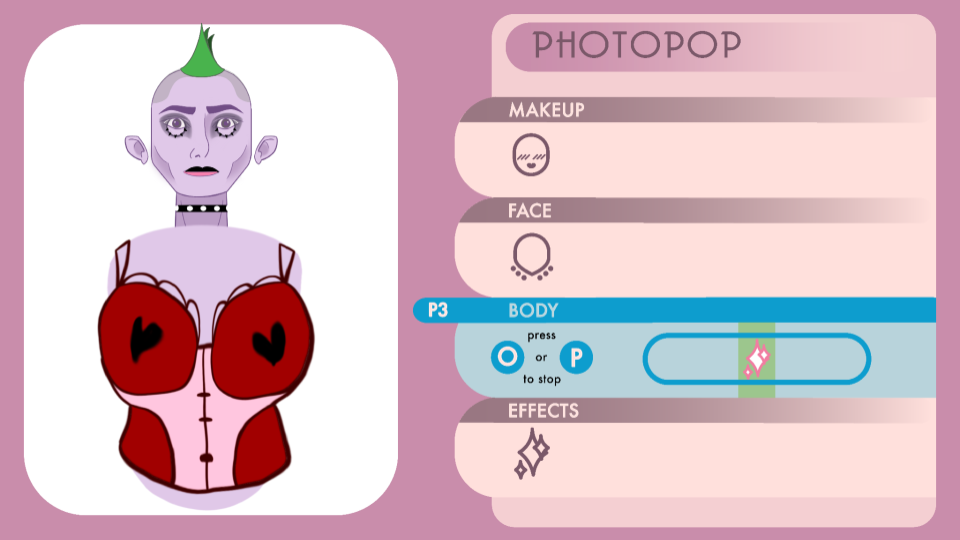 PHOTOPOP
MAKEUP
FACE
P3 BODY
press
O or P
to stop
EFFECTS